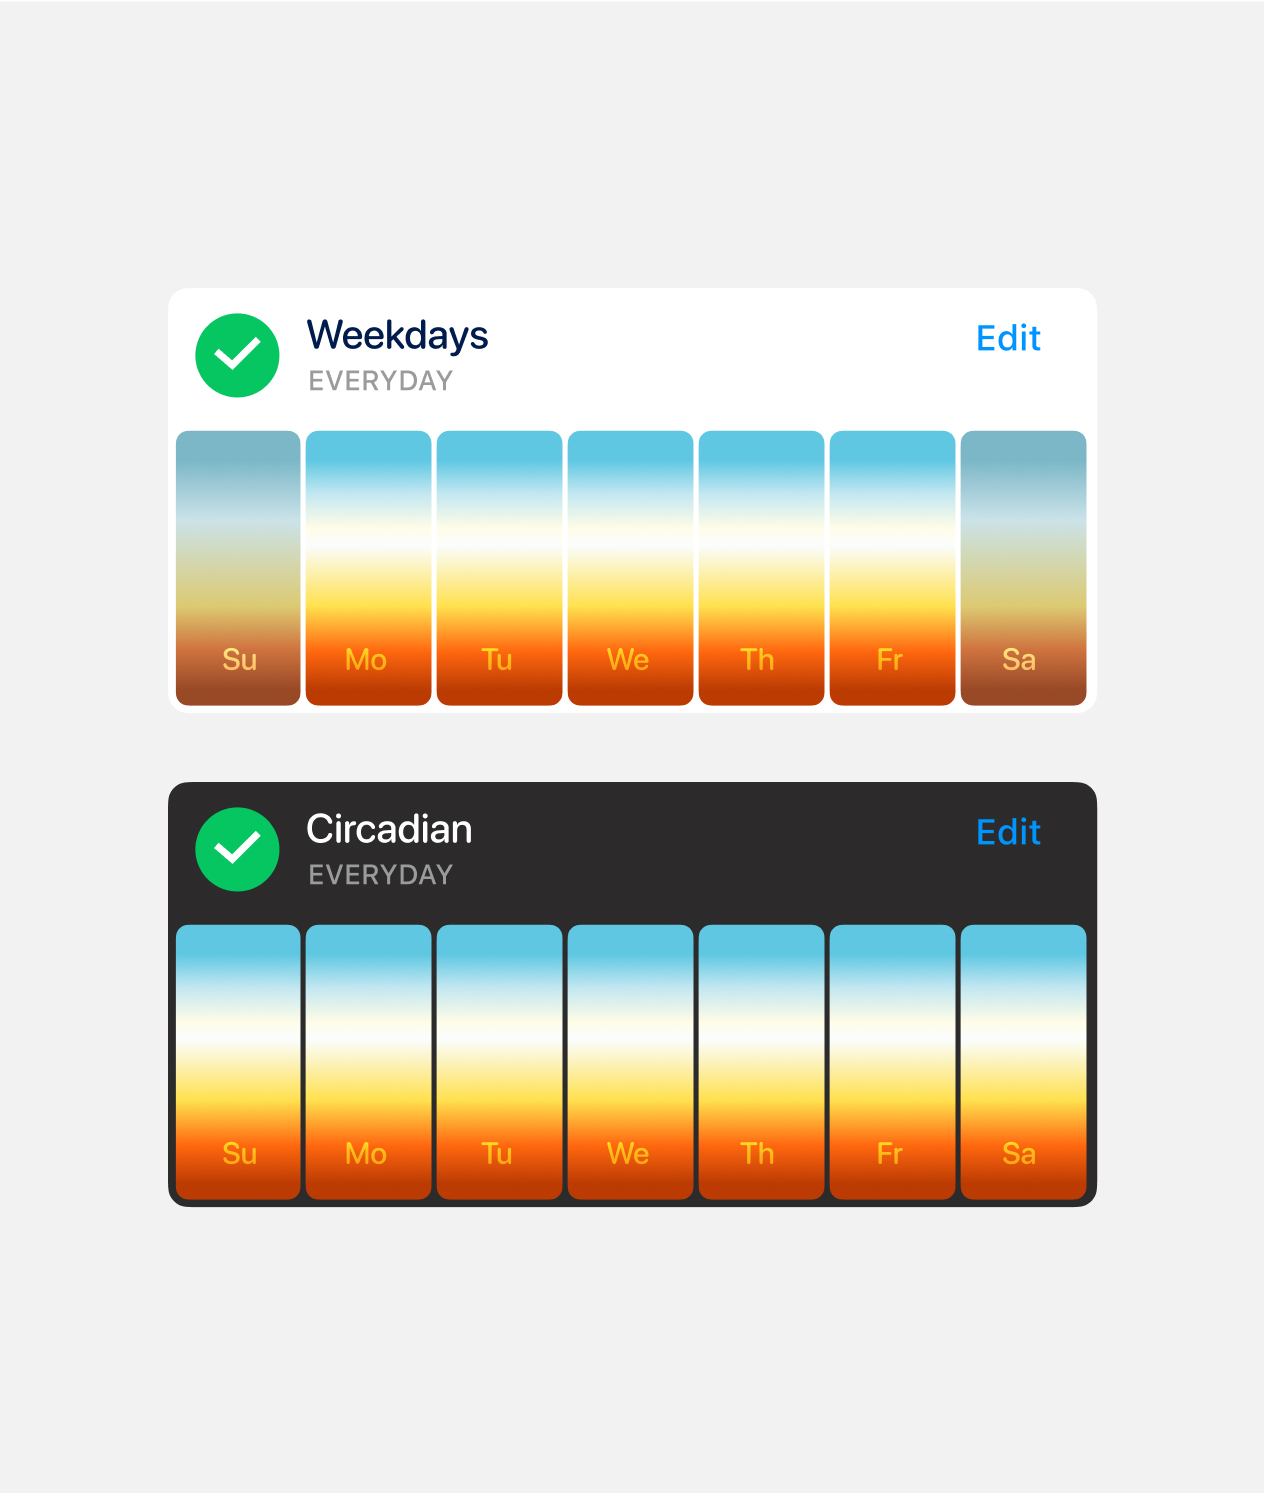 Weekdays
Edit
EVERYDAY
Su Mo Tu We Th Fr Sa
Circadian
Edit
EVERYDAY
Su Mo Tu We Th Fr Sa